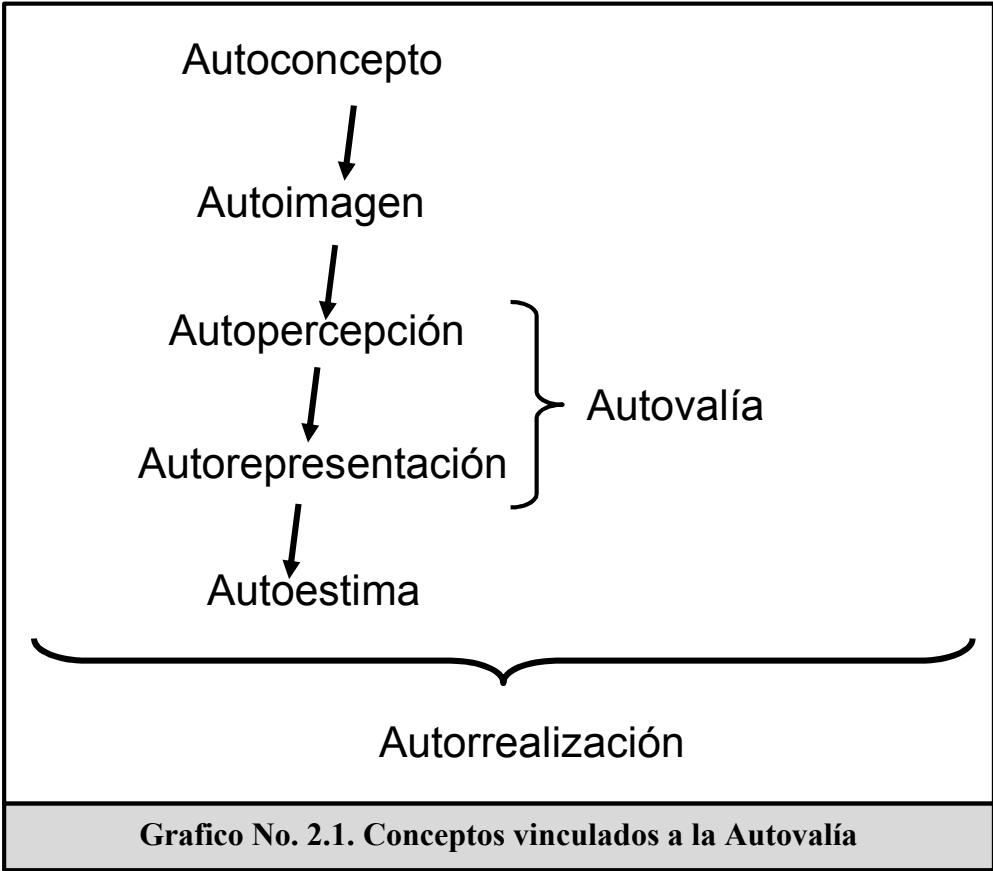 Autoconcepto
Autoimagen
Autopercepción
Autovalía
Autorepresentación
Autoestima
Autorrealización
Grafico No. 2.1. Conceptos vinculados a la Autovalía